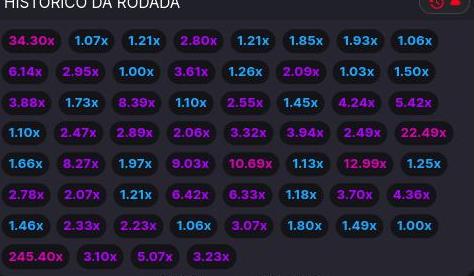 HISTÓRICO DA RODADA
34.30x 1.07x 1.21x 2.80x 1.21x 1.85x 1.93x 1.06x
6.14x 2.95x 1.00x 3.61x 1.26x 2.09x 1.03x 1.50x
3.88x 1.73x 8.39x 1.10x 2.55x 1.45x 4.24x 5.42x
1.10x 2.47x 2.89x 2.06x 3.32x 3.94x 2.49x 22.49x
1.66x 8.27x 1.97x 9.03x 10.69x 1.13x 12.99x 1.25x
2.78x 2.07x 1.21x 6.42x 6.33x 1.18x 3.70x 4.36x
1.46x 2.33x 2.23x 1.06x 3.07x 1.80x 1.49x 1.00x
245.40x 3.10x 5.07x 3.23x